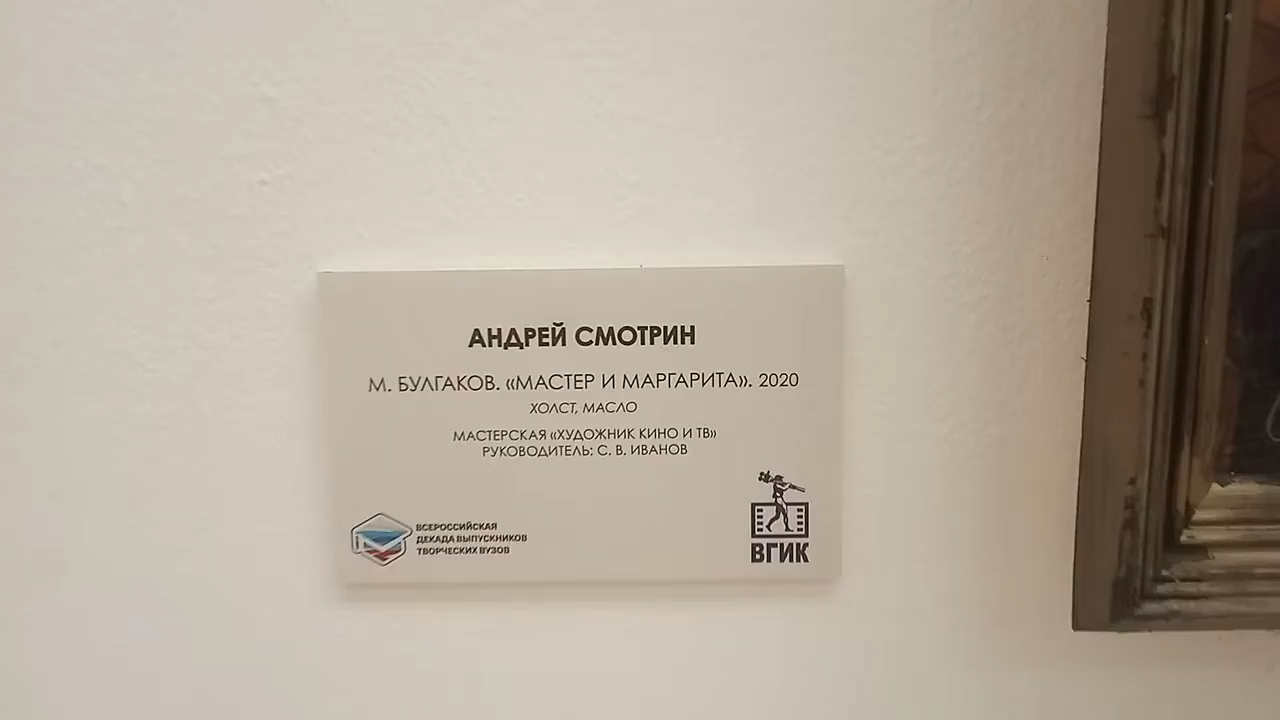 АНДРЕЙ СМОТРИН
М. БУЛГАКОВ. «МАСТЕР И МАРГАРИТА». 2020
ХОЛСТ, МАСЛО
МАСТЕРСКАЯ «ХУДОЖНИК КИНО И ТВ»
РУКОВОДИТЕЛЬ: С. В. ИВАНОВ
ВСЕРОССИЙСКАЯ
ДЕКАДА ВЫПУСКНИКОВ
ТВОРЧЕСКИХ ВУЗОВ
ВГИК